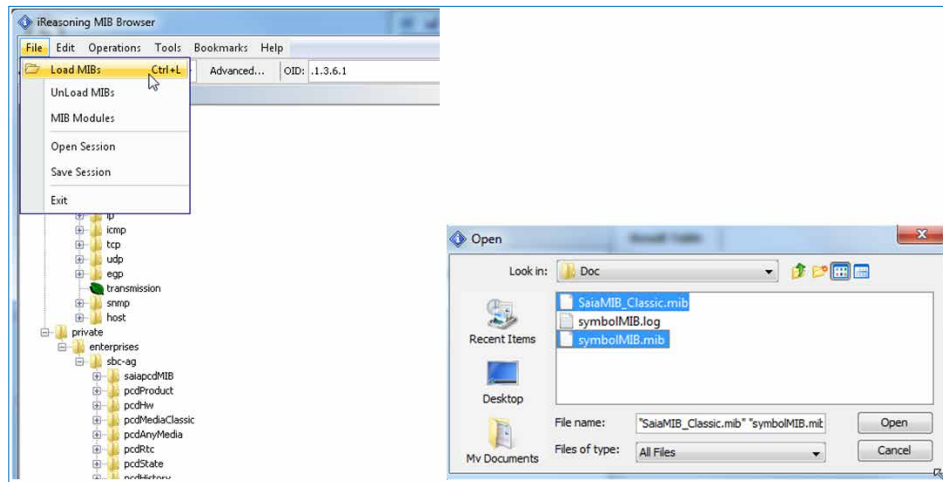 iReasoning MIB Browser
File Edit Operations Tools Bookmarks Help
Load MIBs Ctrl+L
Advanced... OID: .1.3.6.1
UnLoad MIBs
MIB Modules
Open Session
Save Session
Exit
ip
icmp
tcp
udp
egp
transmission
snmp
host
private
enterprises
sbc-ag
saiapcdMIB
pcdProduct
pcdHw
pcdMediaClassic
pcdAnyMedia
pcdRtc
pcdState
pcdHistory
Open
Look in: Doc
SaiaMIB_Classic.mib
symbolMIB.log
symbolMIB.mib
Recent Items
Desktop
My Documents
File name: "SaiaMIB_Classic.mib" "symbolMIB.mit
Open
Files of type: All Files
Cancel